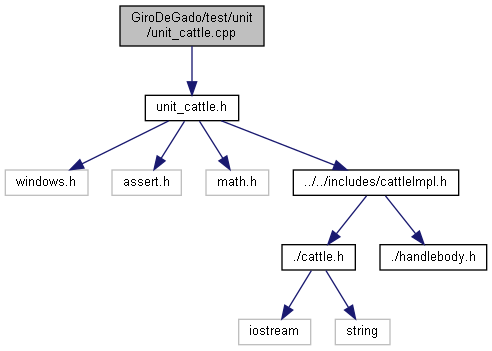 GiroDeGado/test/unit
/unit_cattle.cpp
unit_cattle.h
windows.h
assert.h
math.h
../../includes/cattleImpl.h
./cattle.h
./handlebody.h
iostream
string